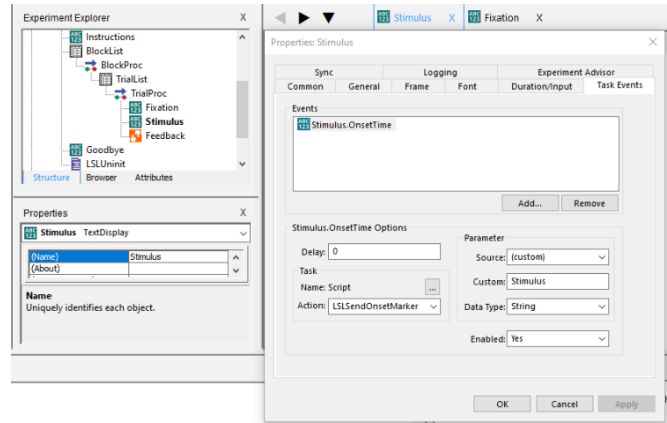 Experiment Explorer X
Instructions
BlockList
BlockProc
TrialList
TrialProc
Fixation
Stimulus
Feedback
Goodbye
LSLUninit
Structure Browser Attributes
Properties X
Stimulus TextDisplay
(Name) Stimulus
(About)
Name
Uniquely identifies each object.
Stimulus X Fixation X
Properties: Stimulus
Sync Logging Experiment Advisor
Common General Frame Font Duration/Input Task Events
Events
Stimulus.OnsetTime
Add... Remove
Stimulus.OnsetTime Options
Delay: 0
Task
Name: Script ...
Action: LSLSendOnsetMarker
Parameter
Source: (custom)
Custom: Stimulus
Data Type: String
Enabled: Yes
OK Cancel Apply